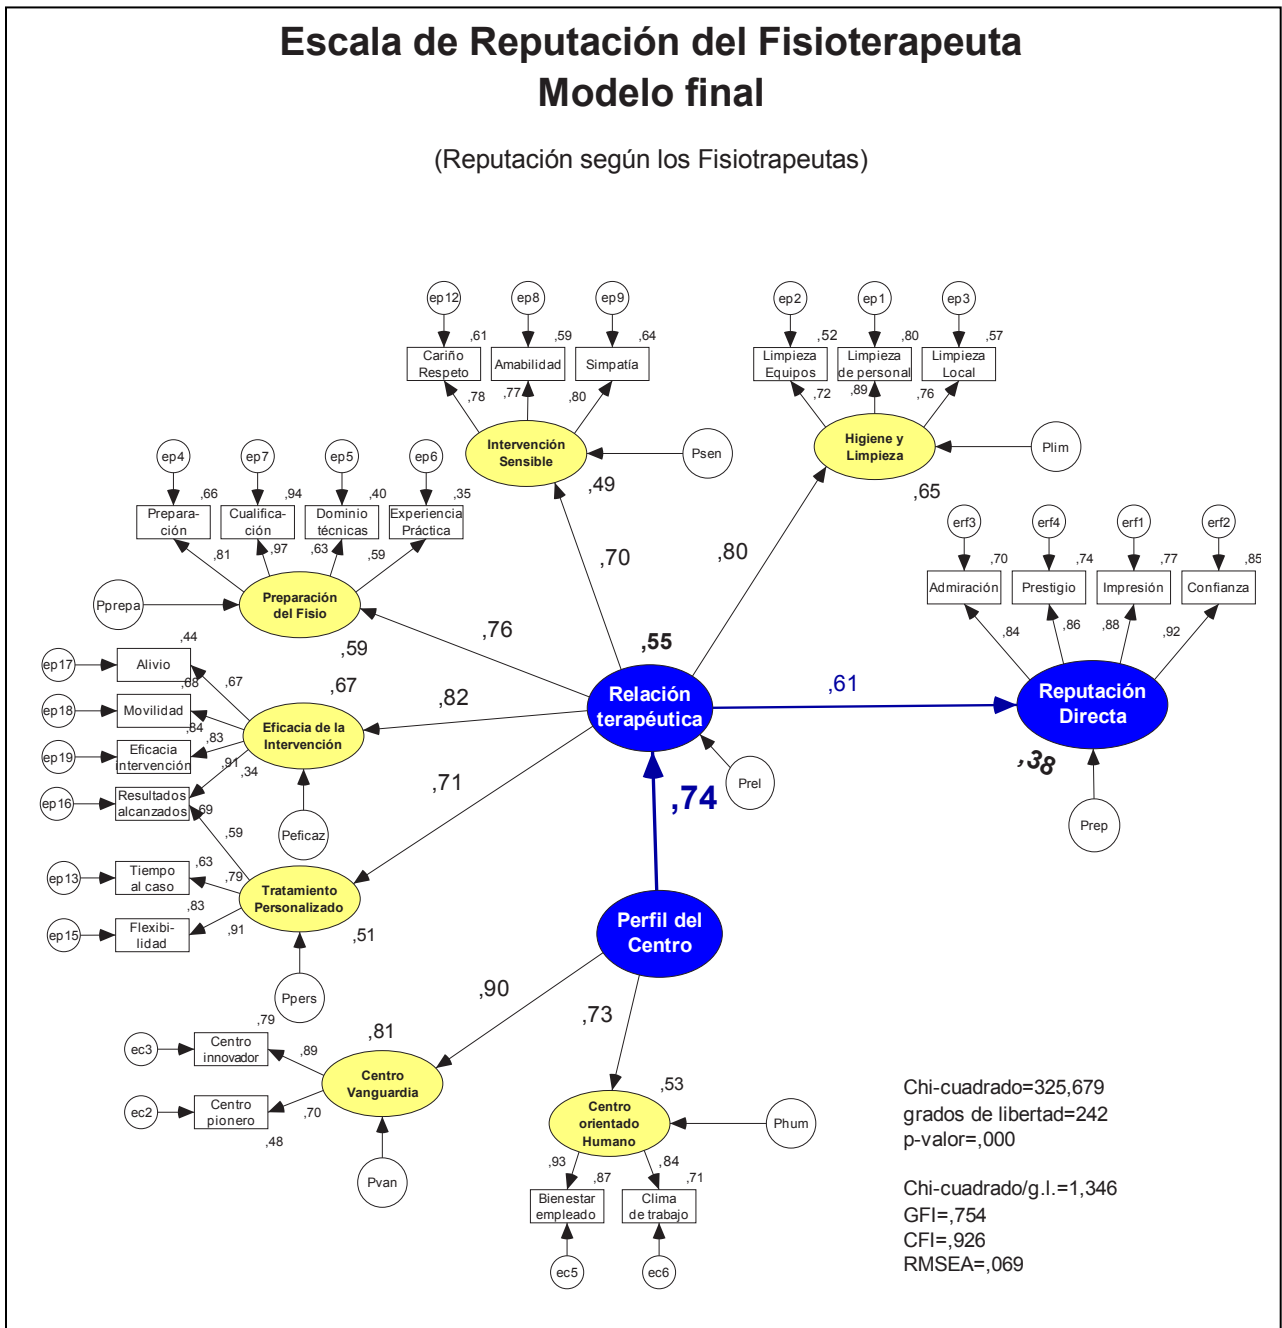 Escala de Reputación del Fisioterapeuta
Modelo final
(Reputación según los Fisiotrapeutas)
ep12
ep8
ep9
ep2
ep1
ep3
,61
,59
,64
,52
,80
,57
Cariño
Respeto
Amabilidad
Simpatía
Limpieza
Equipos
Limpieza
de personal
Limpieza
Local
,78
,77
,80
,72
,89
,76
Intervención
Sensible
Psen
Higiene y
Limpieza
Plim
,49
,65
ep4
ep7
ep5
ep6
,66
,94
,40
,35
Prepara-
ción
Cualifica-
ción
Dominio
técnicas
Experiencia
Práctica
,81
,97
,63
,59
Pprepa
Preparación
del Fisio
,59
,70
,80
,76
erf3
erf4
erf1
erf2
,70
,74
,77
,85
Admiración
Prestigio
Impresión
Confianza
,84
,86
,88
,92
,44
ep17
Alivio
,67
,68
ep18
Movilidad
,84
,83
ep19
Eficacia
intervención
,91
,34
ep16
Resultados
alcanzados
,69
,59
,67
Eficacia de la
Intervención
Peficaz
,82
,55
Relación
terapéutica
,61
Reputación
Directa
,38
Prel
Prep
,71
,74
,63
ep13
Tiempo
al caso
,79
,83
ep15
Flexibi-
lidad
,91
Tratamiento
Personalizado
,51
Ppers
Perfil del
Centro
,90
,73
,79
ec3
Centro
innovador
,89
,81
Centro
Vanguardia
ec2
Centro
pionero
,70
,48
Pvan
,53
Centro
orientado
Humano
Phum
,93
,87
,84
,71
Bienestar
empleado
Clima
de trabajo
ec5
ec6
Chi-cuadrado=325,679
grados de libertad=242
p-valor=,000
Chi-cuadrado/g.l.=1,346
GFI=,754
CFI=,926
RMSEA=,069